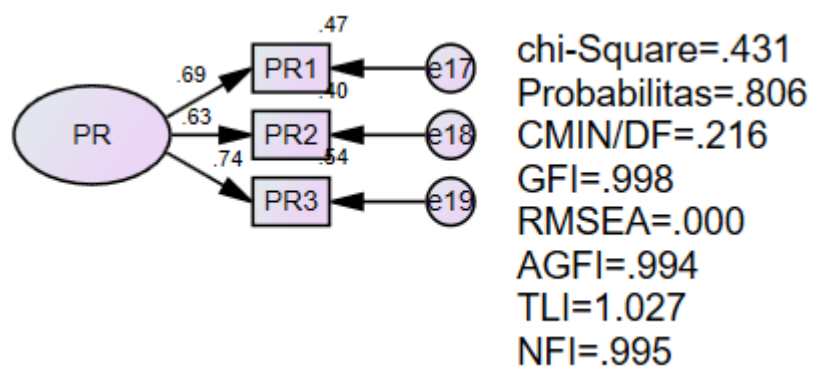 .47
.69
PR1
e17
.40
PR
.63
PR2
e18
.54
.74
PR3
e19
chi-Square=.431
Probabilitas=.806
CMIN/DF=.216
GFI=.998
RMSEA=.000
AGFI=.994
TLI=1.027
NFI=.995